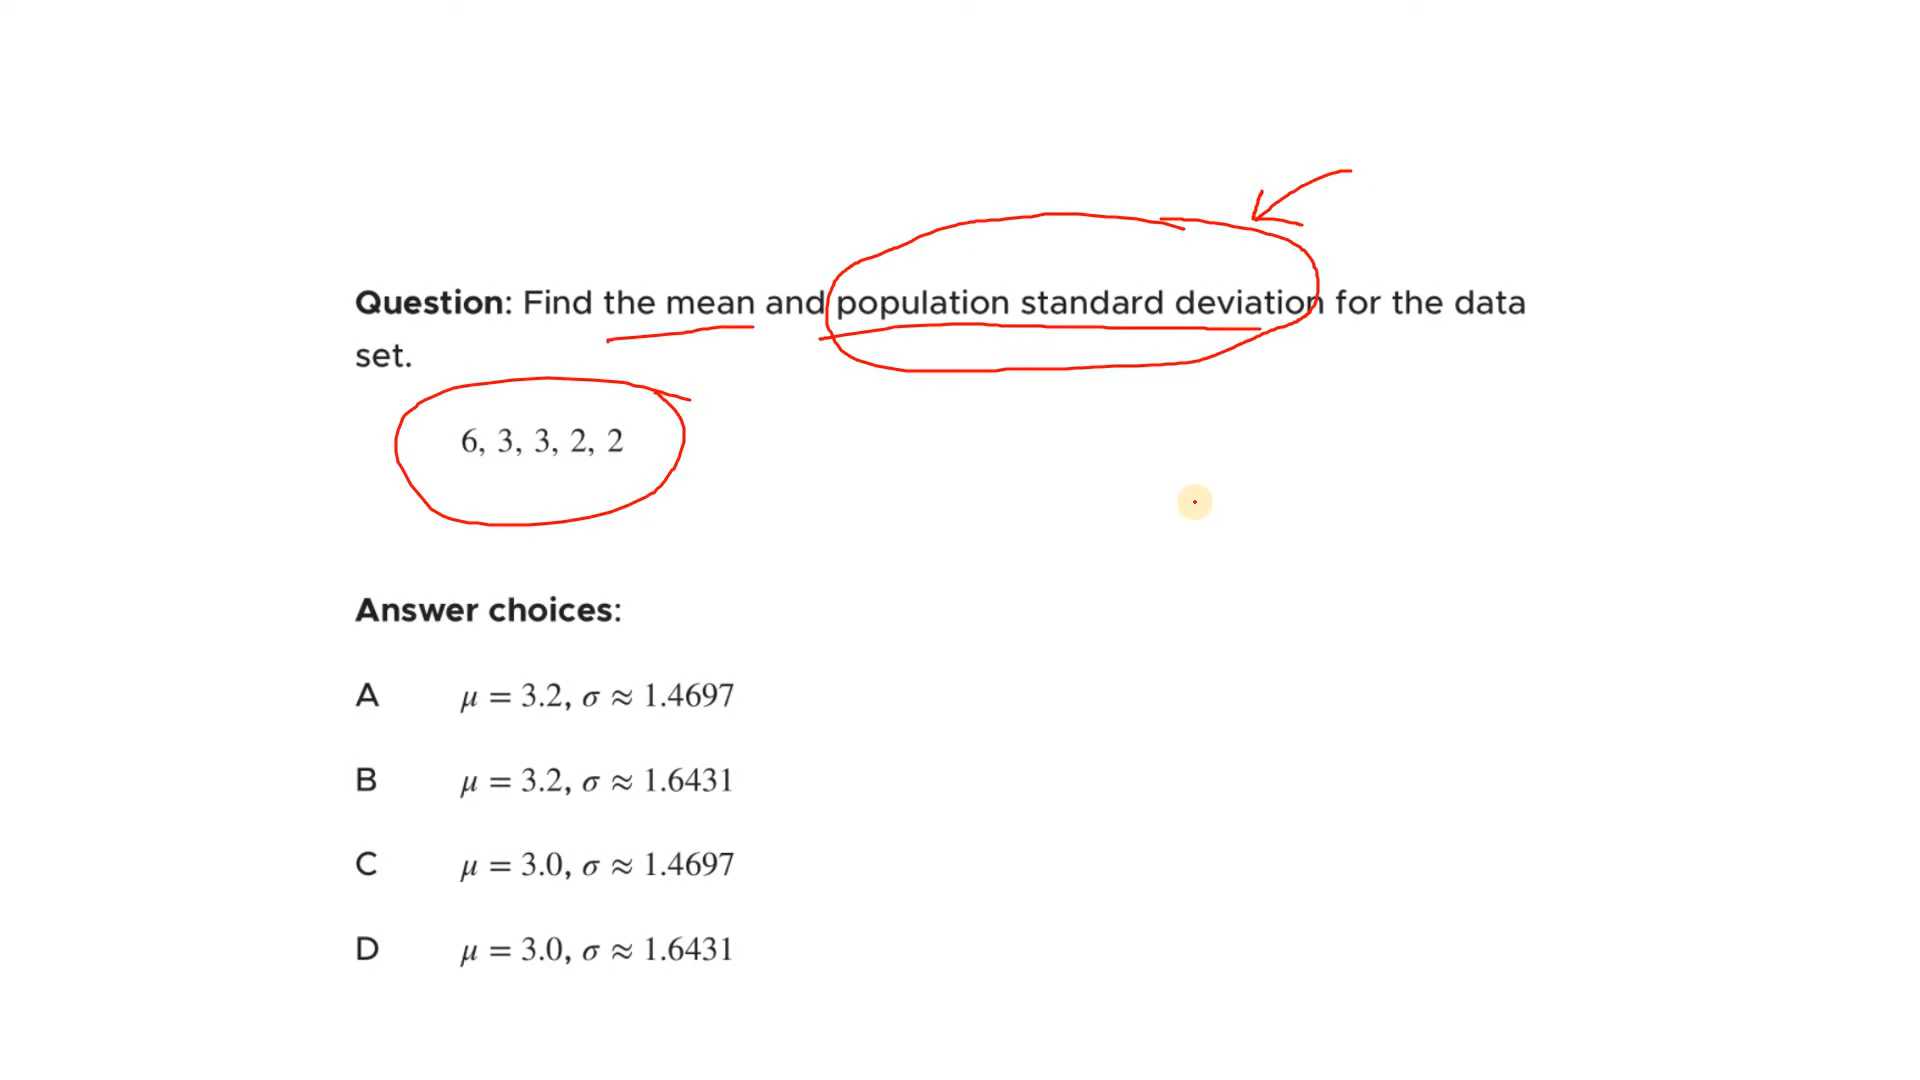 Question: Find the mean and population standard deviation for the data
set.
6, 3, 3, 2, 2
Answer choices:
A μ = 3.2, σ ≈ 1.4697
B μ = 3.2, σ ≈ 1.6431
C μ = 3.0, σ ≈ 1.4697
D μ = 3.0, σ ≈ 1.6431